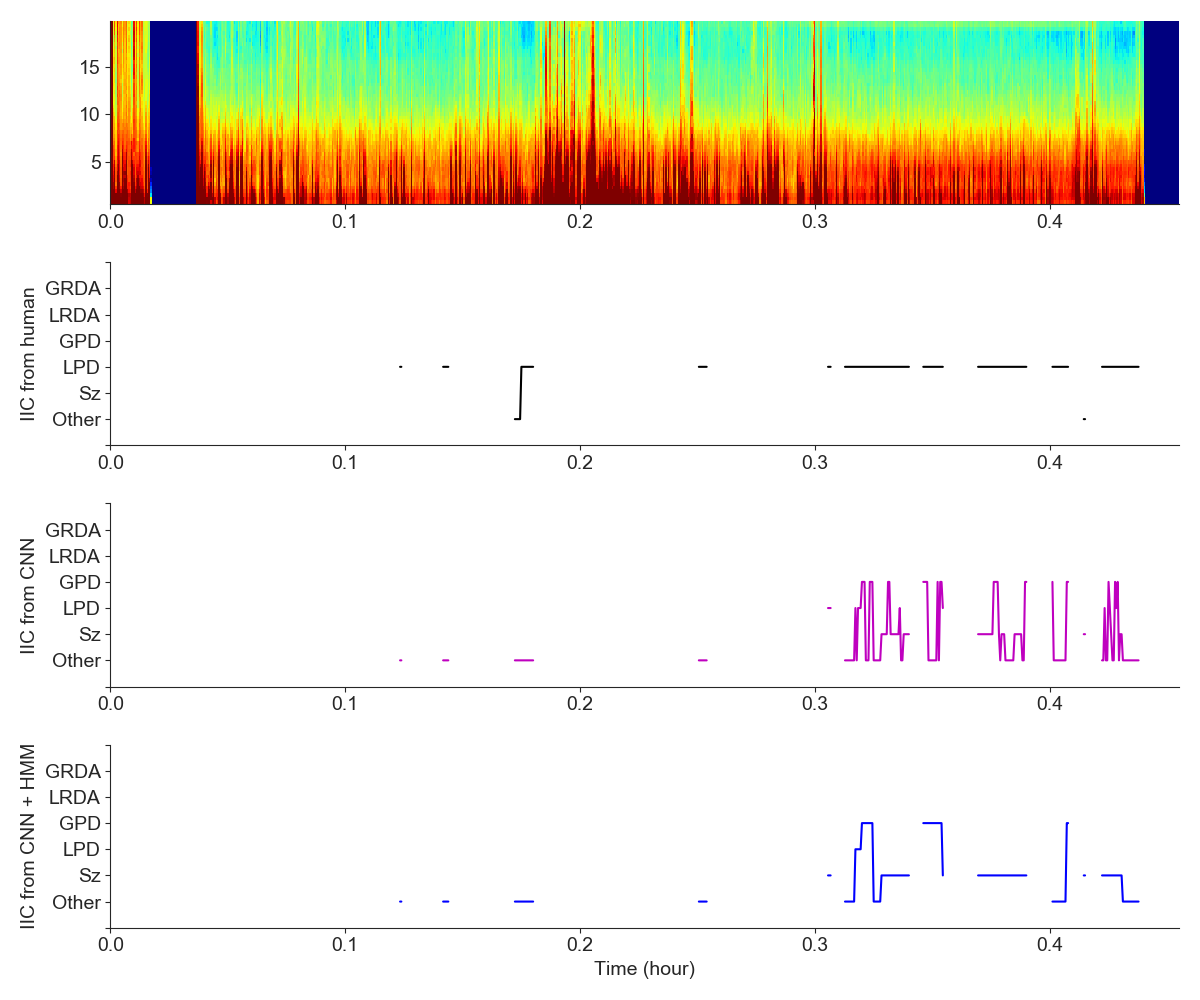 15
10
5
0.0 0.1 0.2 0.3 0.4
IIC from human
GRDA
LRDA
GPD
LPD
Sz
Other
0.0 0.1 0.2 0.3 0.4
IIC from CNN
GRDA
LRDA
GPD
LPD
Sz
Other
0.0 0.1 0.2 0.3 0.4
IIC from CNN + HMM
GRDA
LRDA
GPD
LPD
Sz
Other
0.0 0.1 0.2 0.3 0.4
Time (hour)